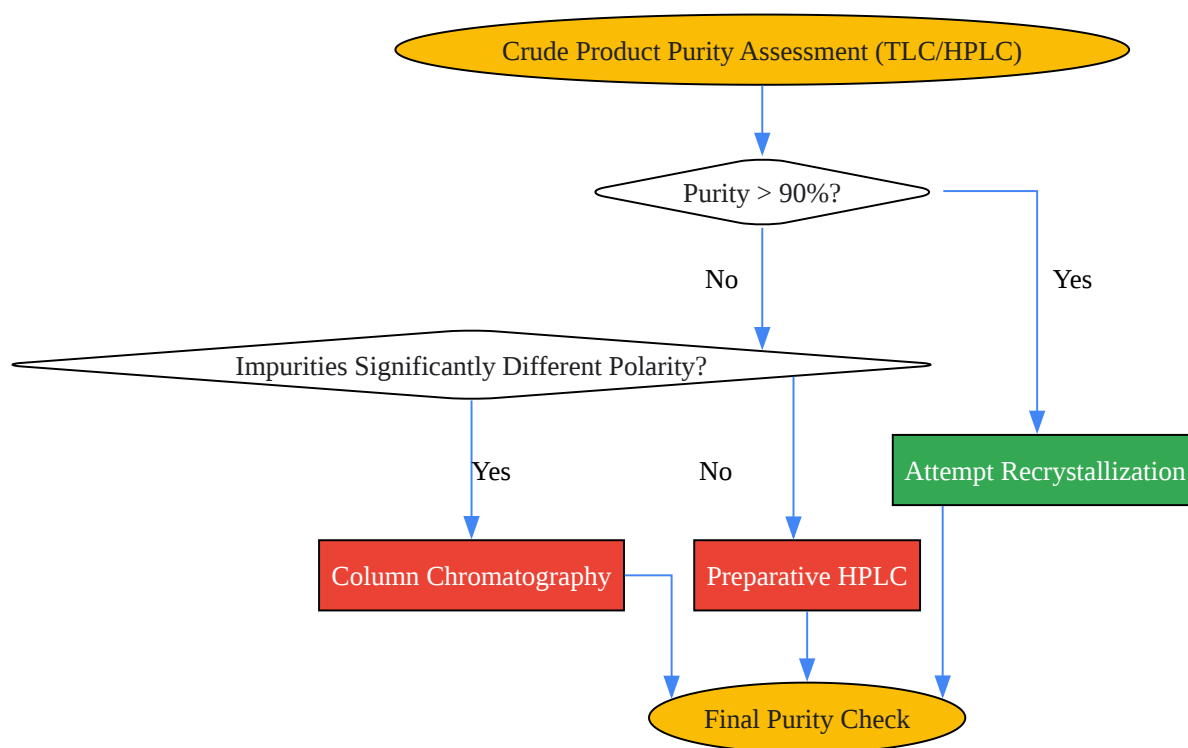 Crude Product Purity Assessment (TLC/HPLC)
Purity > 90%?
No
Yes
Impurities Significantly Different Polarity?
Yes
No
Attempt Recrystallization
Column Chromatography
Preparative HPLC
Final Purity Check